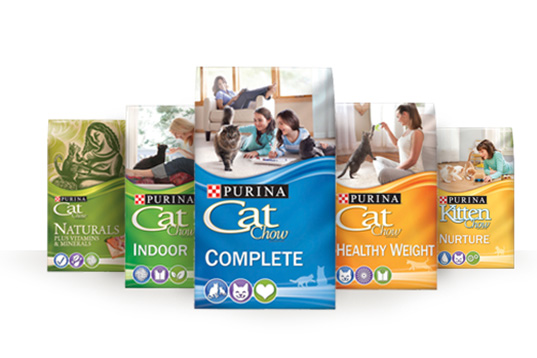 PURINA
Cat
Chow
NATURALS
PLUS VITAMINS
& MINERALS
PURINA
Cat
INDOOR
PURINA
Cat
Chow
COMPLETE
PURINA
Cat
Chow
HEALTHY WEIGHT
PURINA
Kitten
Chow
NURTURE